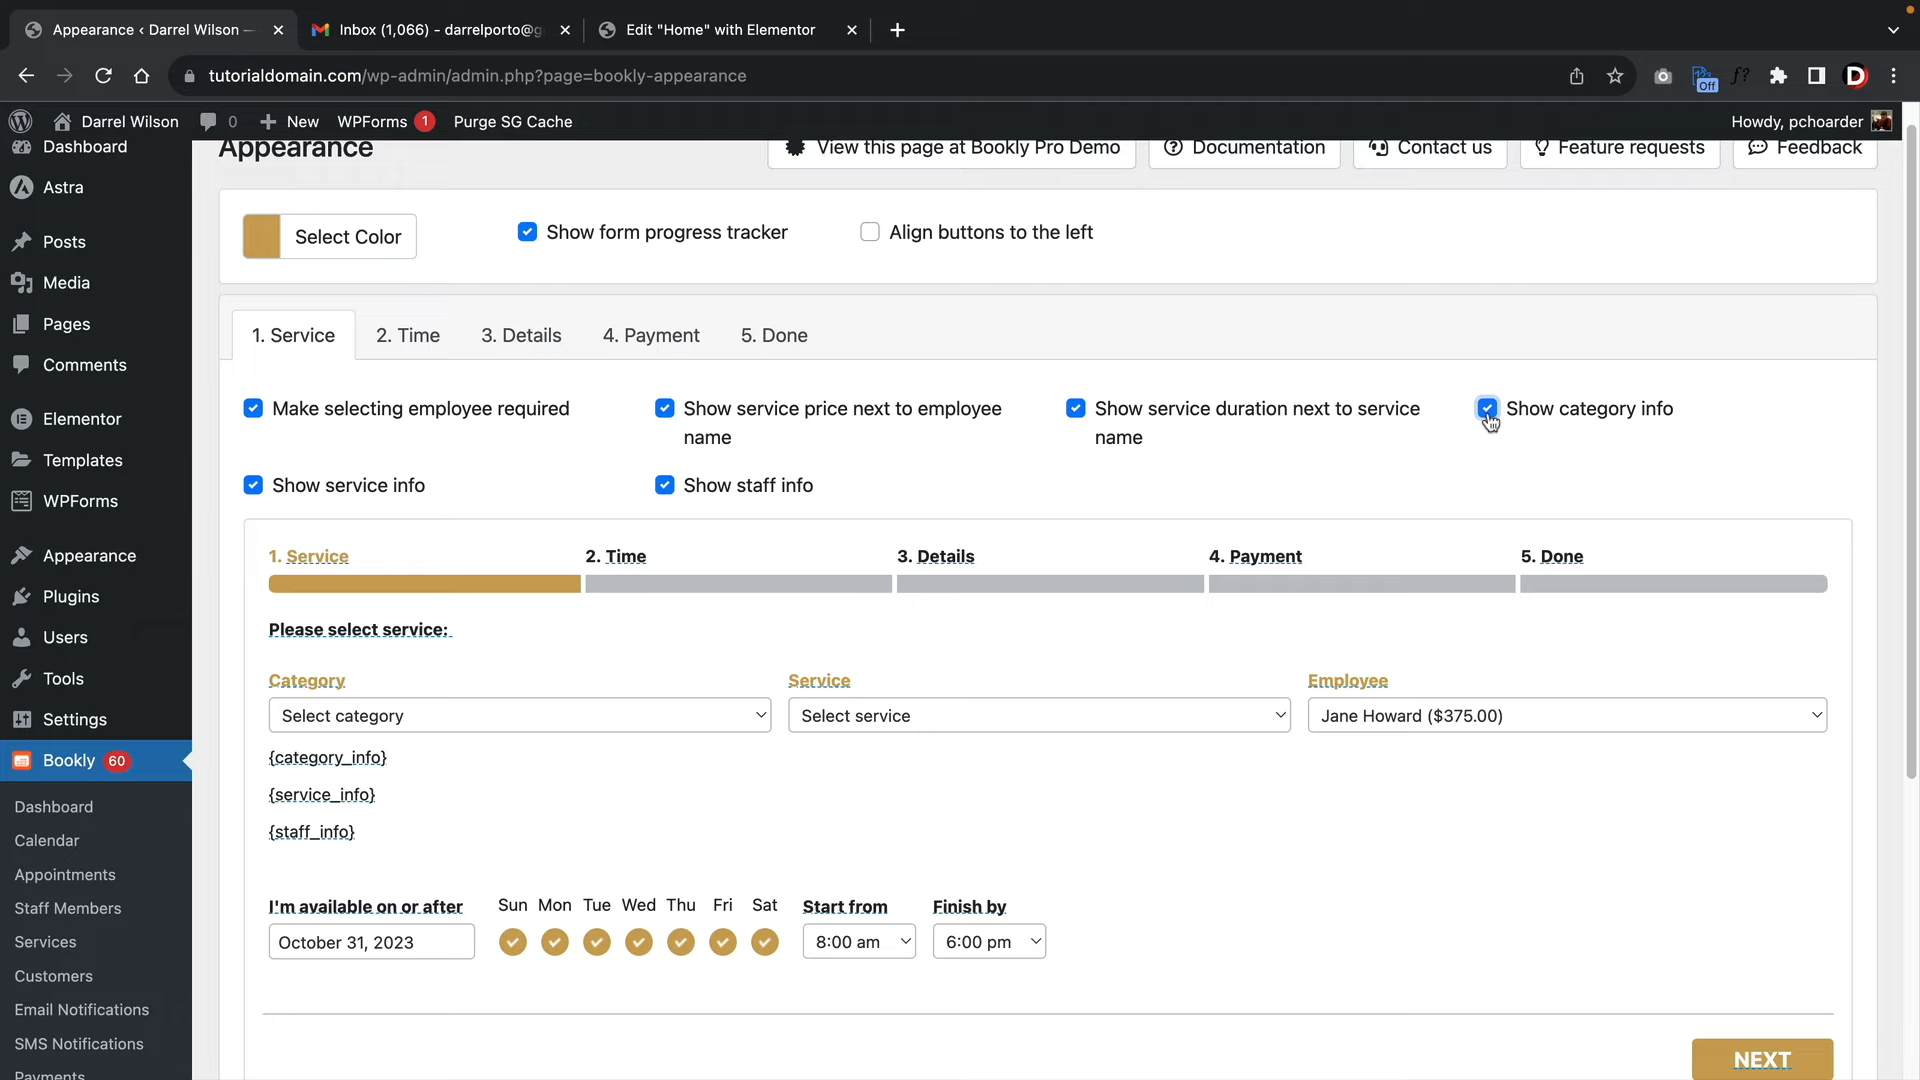 Appearance ‹ Darrel Wilson —
Inbox (1,066) - darrelporto@g
Edit "Home" with Elementor
tutorialdomain.com/wp-admin/admin.php?page=bookly-appearance
Off
f?
D
Darrel Wilson
0
New
WPForms 1
Purge SG Cache
Howdy, pchoarder
Dashboard
Astra
Posts
Media
Pages
Comments
Elementor
Templates
WPForms
Appearance
Plugins
Users
Tools
Settings
Bookly 60
Dashboard
Calendar
Appointments
Staff Members
Services
Customers
Email Notifications
SMS Notifications
Payments
Appearance
View this page at Bookly Pro Demo
Documentation
Contact us
Feature requests
Feedback
Select Color
Show form progress tracker
Align buttons to the left
1. Service
2. Time
3. Details
4. Payment
5. Done
Make selecting employee required
Show service price next to employee
name
Show service duration next to service
name
Show category info
Show service info
Show staff info
1. Service
2. Time
3. Details
4. Payment
5. Done
Please select service:
Category
Service
Employee
Select category
Select service
Jane Howard ($375.00)
{category_info}
{service_info}
{staff_info}
I'm available on or after
Sun Mon Tue Wed Thu Fri Sat
Start from
Finish by
October 31, 2023
8:00 am
6:00 pm
NEXT